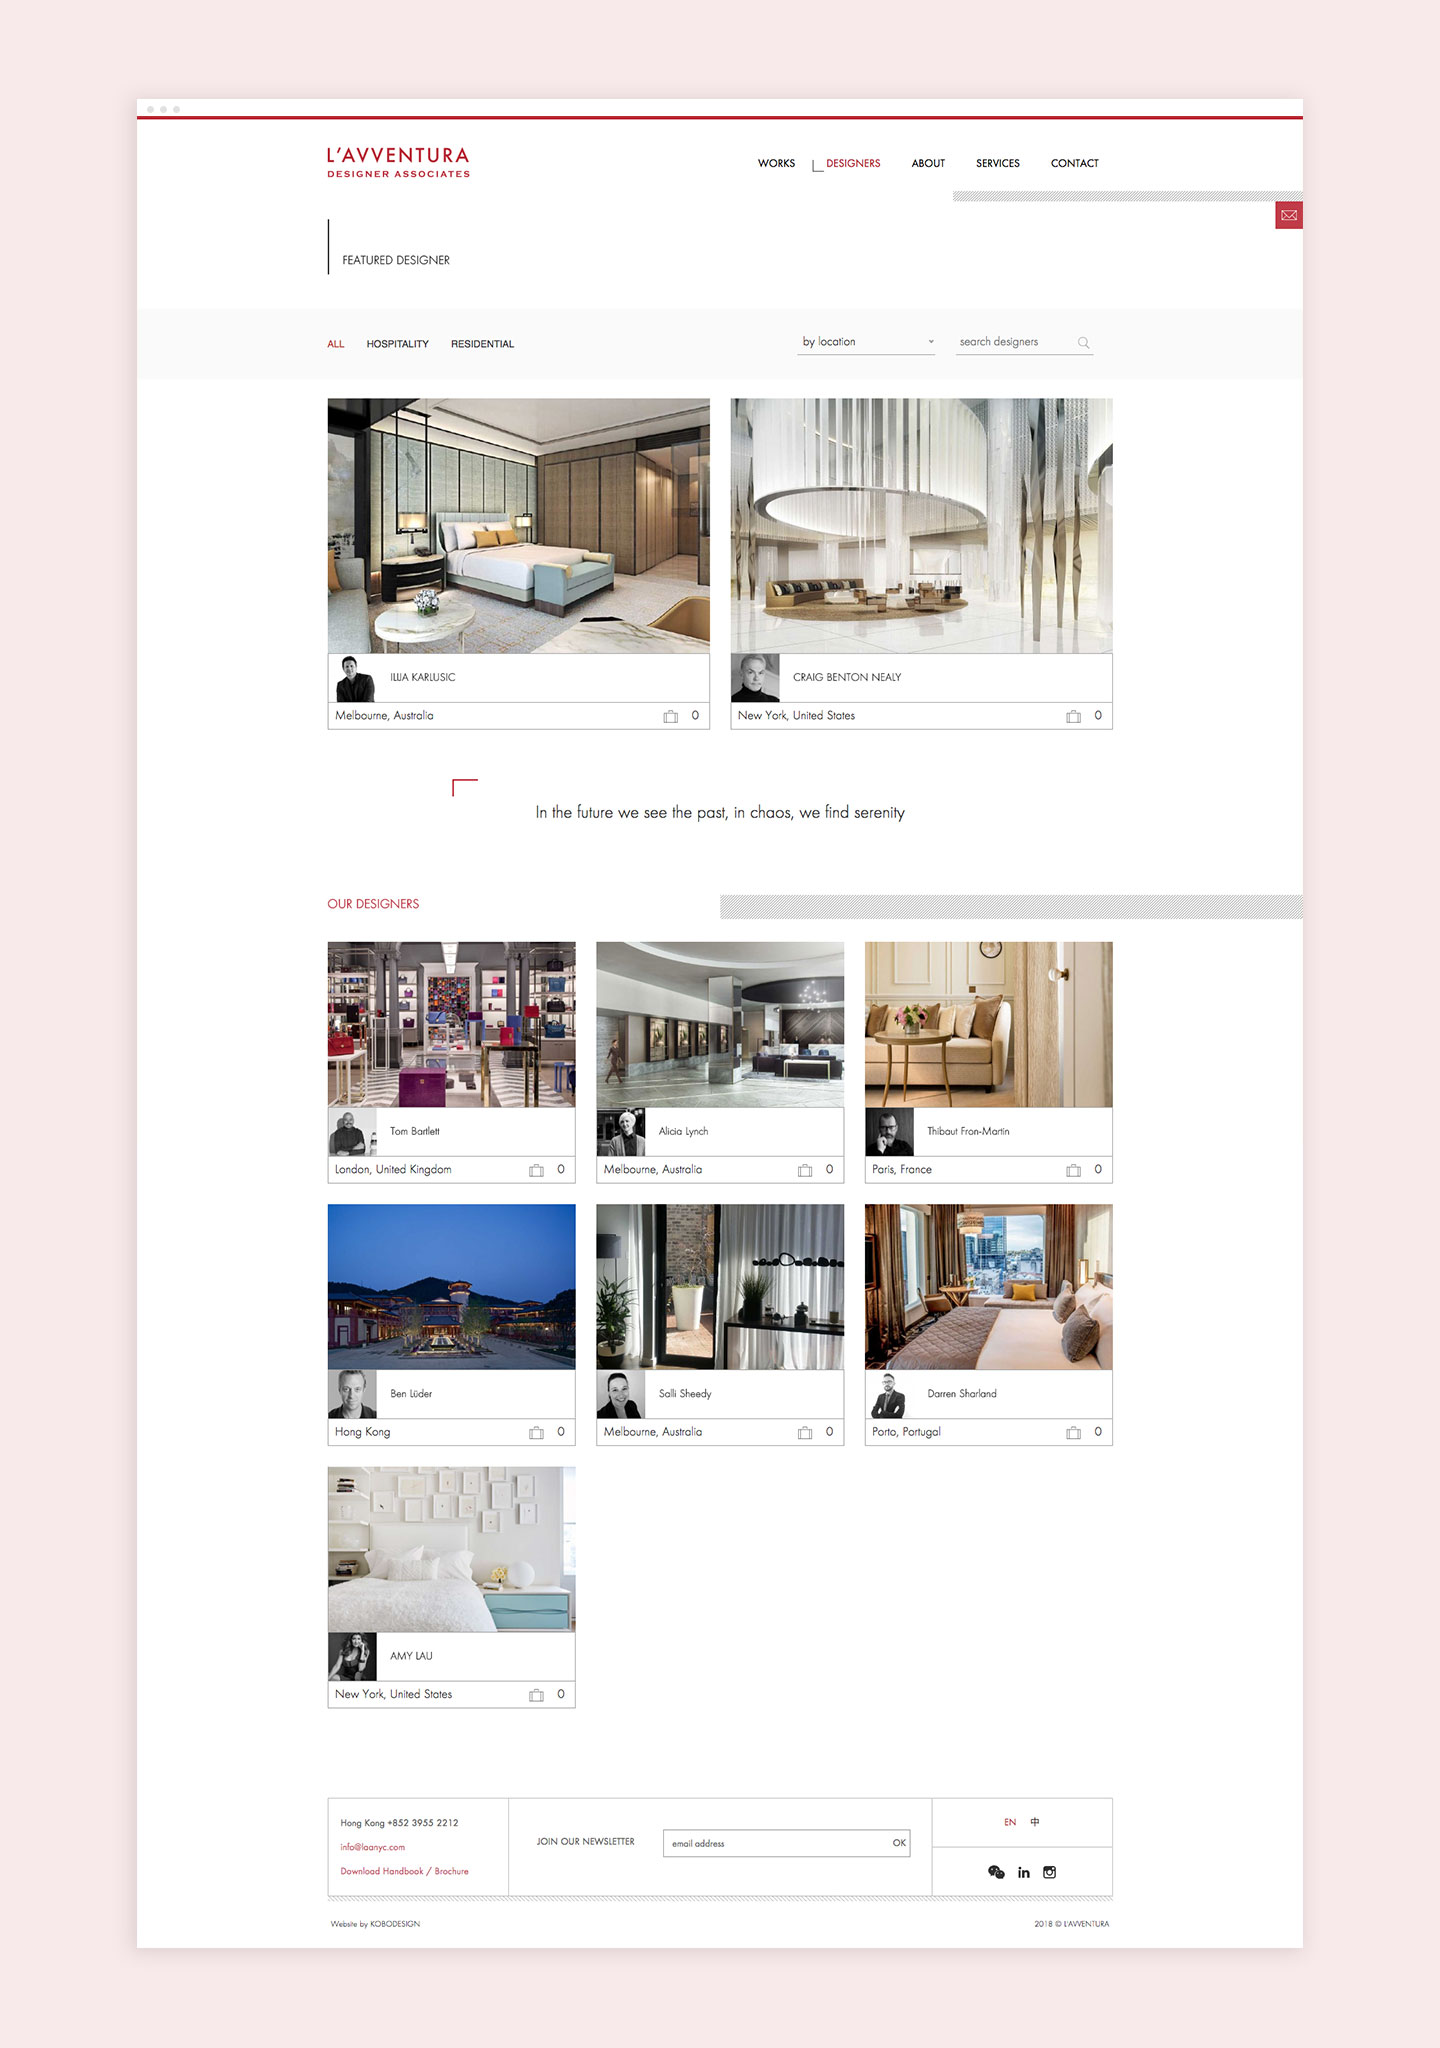 L'AVVENTURA
DESIGNER ASSOCIATES
WORKS DESIGNERS ABOUT SERVICES CONTACT
FEATURED DESIGNER
ALL HOSPITALITY RESIDENTIAL by location search designers
ILIJA KARLUSIC
Melbourne, Australia 0
CRAIG BENTON NEALY
New York, United States 0
In the future we see the past, in chaos, we find serenity
OUR DESIGNERS
Tom Bartlett
London, United Kingdom 0
Alicia Lynch
Melbourne, Australia 0
Thibaut Fron-Martin
Paris, France 0
Ben Lüder
Hong Kong 0
Salli Sheedy
Melbourne, Australia 0
Darren Sharland
Porto, Portugal 0
AMY LAU
New York, United States 0
Hong Kong +852 3955 2212
info@laanyc.com
Download Handbook / Brochure
JOIN OUR NEWSLETTER email address OK
EN 中
in
Website by KOBODESIGN
2018 © L'AVVENTURA